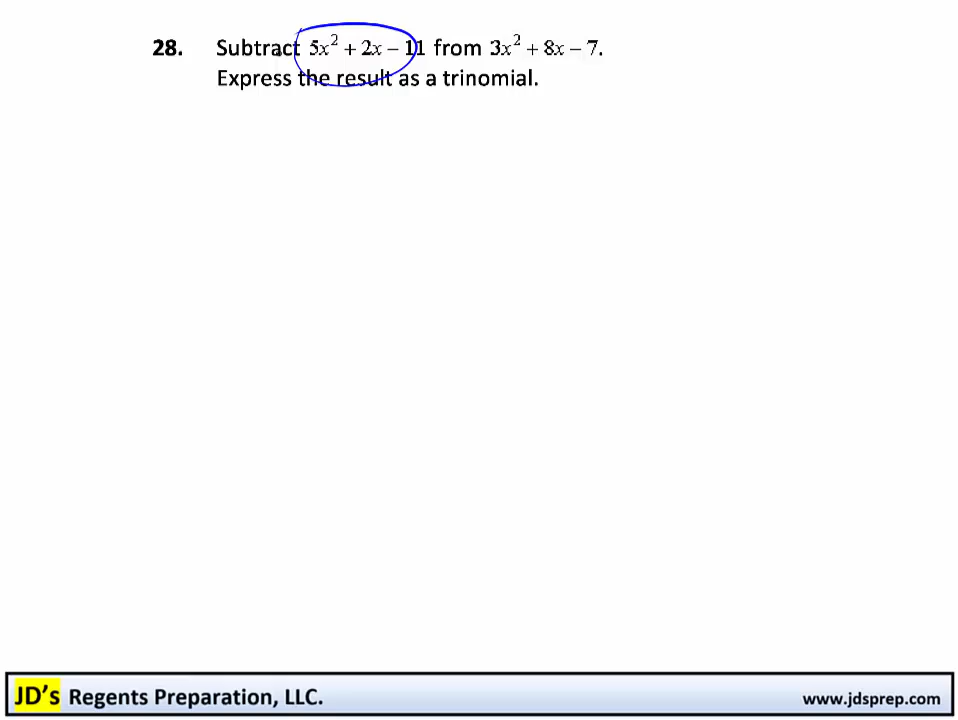 28. Subtract 5x² + 2x − 11 from 3x² + 8x − 7.
Express the result as a trinomial.
JD's Regents Preparation, LLC. www.jdsprep.com